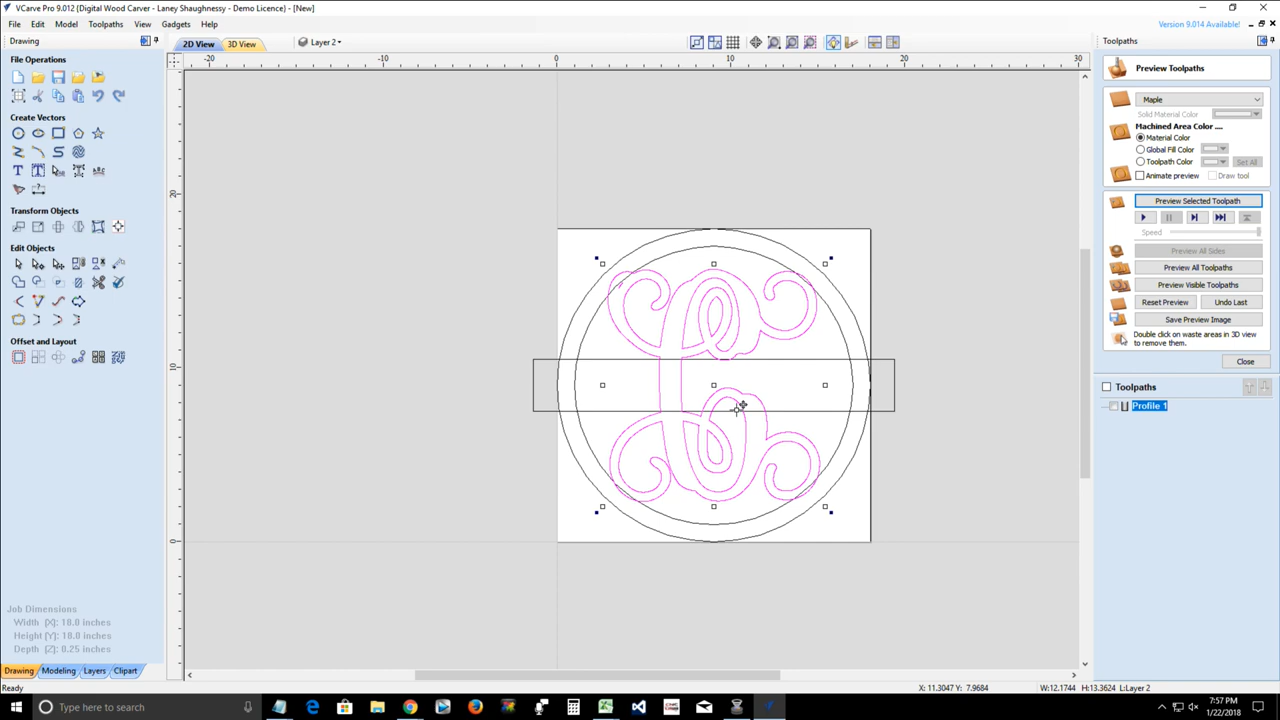 VCarve Pro 9.012 {Digital Wood Carver - Laney Shaughnessy - Demo Licence} - [New]
File Edit Model Toolpaths View Gadgets Help
Version 9.014 Available!
Drawing
2D View 3D View Layer 2
Toolpaths
-20 -10 0 10 20 30
20
10
0
File Operations
Create Vectors
Transform Objects
Edit Objects
Offset and Layout
Job Dimensions
Width (X): 18.0 inches
Height (Y): 18.0 inches
Depth (Z): 0.25 inches
Drawing Modeling Layers Clipart
Preview Toolpaths
Maple
Solid Material Color
Machined Area Color ....
Material Color
Global Fill Color
Toolpath Color Set All
Animate preview Draw tool
Preview Selected Toolpath
Speed
Preview All Sides
Preview All Toolpaths
Preview Visible Toolpaths
Reset Preview Undo Last
Save Preview Image
Double click on waste areas in 3D view
to remove them.
Close
Toolpaths
Profile 1
Ready
X: 11.3047 Y: 7.9684
W:12.1744 H:13.3624 L:Layer 2
Type here to search
7:57 PM
1/22/2018